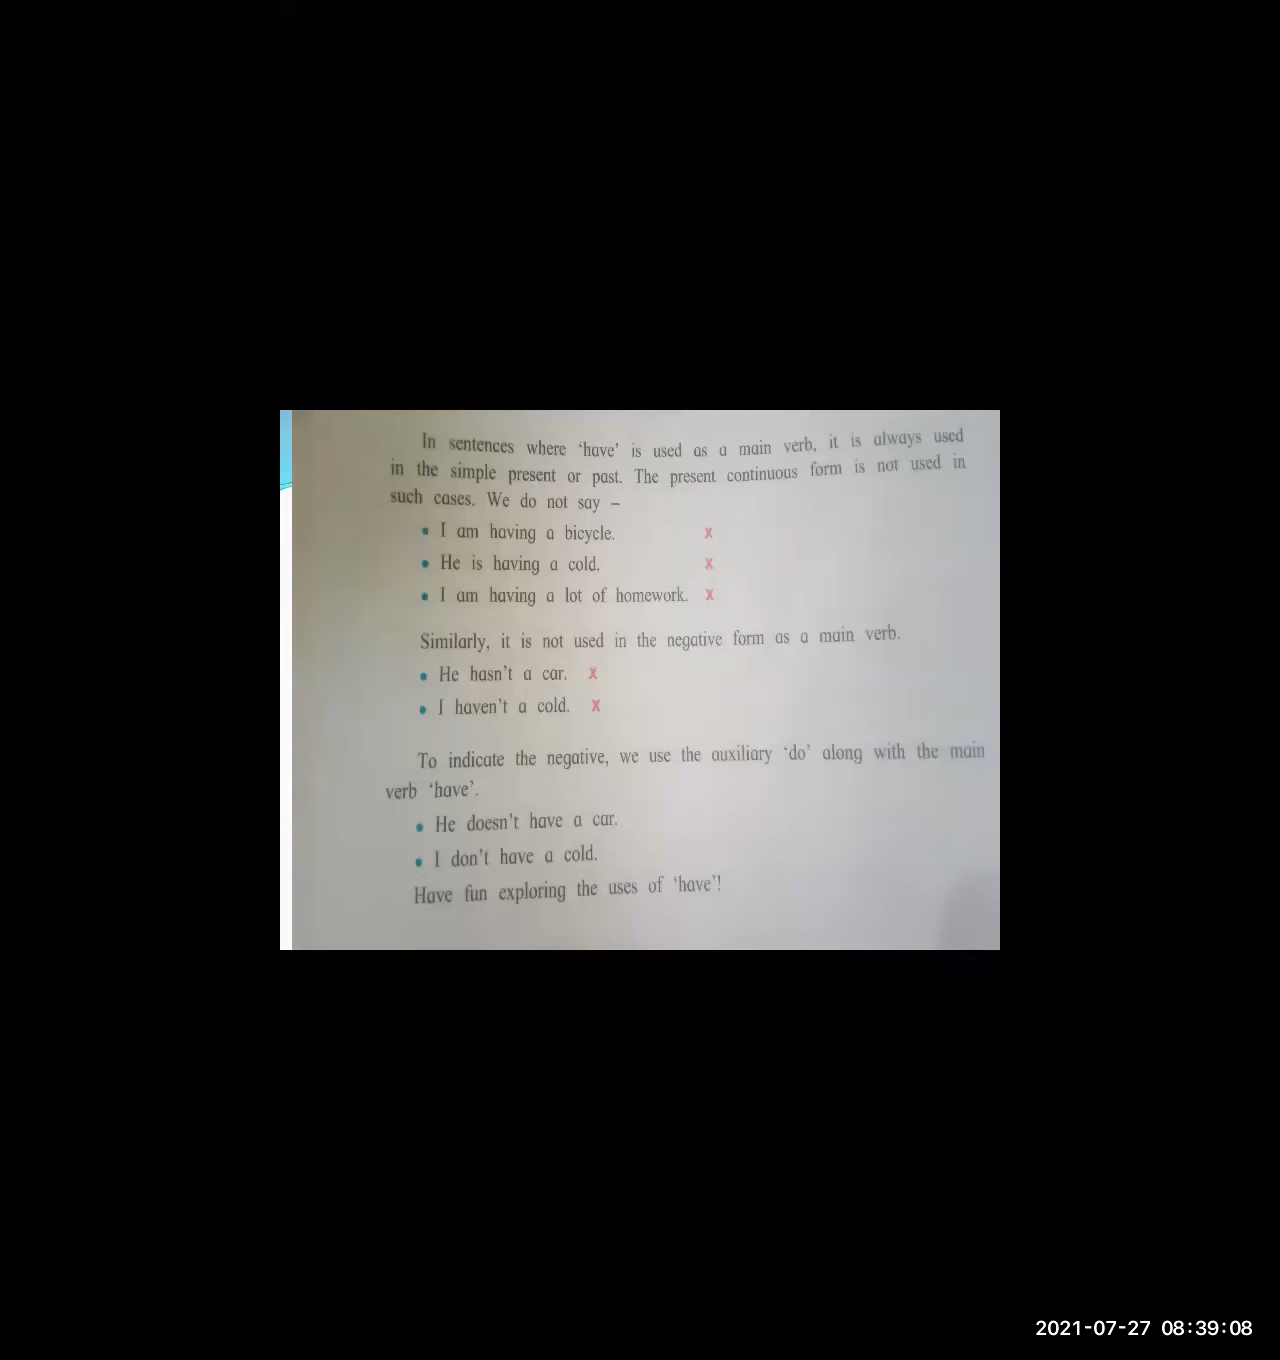 In sentences where ‘have’ is used as a main verb, it is always used
in the simple present or past. The present continuous form is not used in
such cases. We do not say –
• I am having a bicycle. x
• He is having a cold. x
• I am having a lot of homework. x
Similarly, it is not used in the negative form as a main verb.
• He hasn’t a car. x
• I haven’t a cold. x
To indicate the negative, we use the auxiliary ‘do’ along with the main
verb ‘have’.
• He doesn’t have a car.
• I don’t have a cold.
Have fun exploring the uses of ‘have’!
2021-07-27 08:39:08